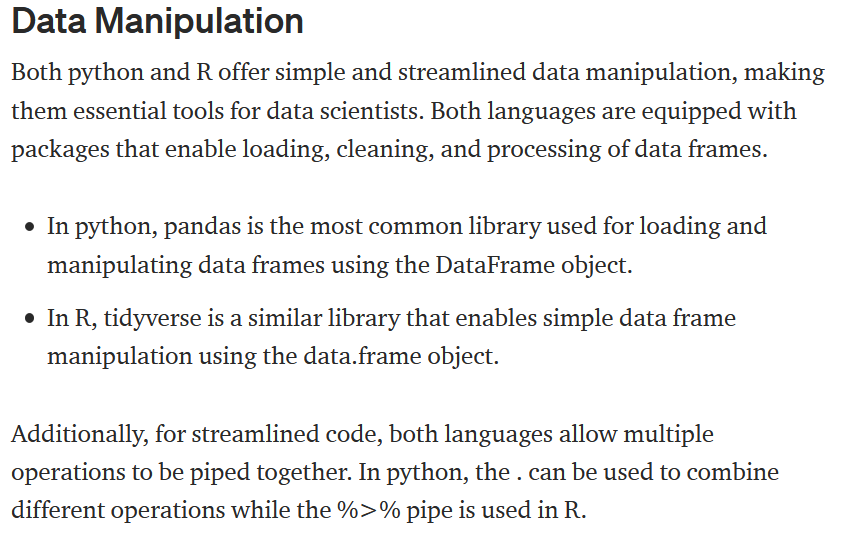 Data Manipulation
Both python and R offer simple and streamlined data manipulation, making
them essential tools for data scientists. Both languages are equipped with
packages that enable loading, cleaning, and processing of data frames.
• In python, pandas is the most common library used for loading and
manipulating data frames using the DataFrame object.
• In R, tidyverse is a similar library that enables simple data frame
manipulation using the data.frame object.
Additionally, for streamlined code, both languages allow multiple
operations to be piped together. In python, the . can be used to combine
different operations while the %>% pipe is used in R.